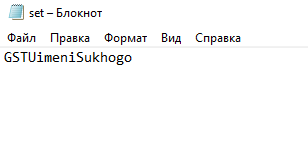 set – Блокнот
Файл Правка Формат Вид Справка
GSTUimeniSukhogo